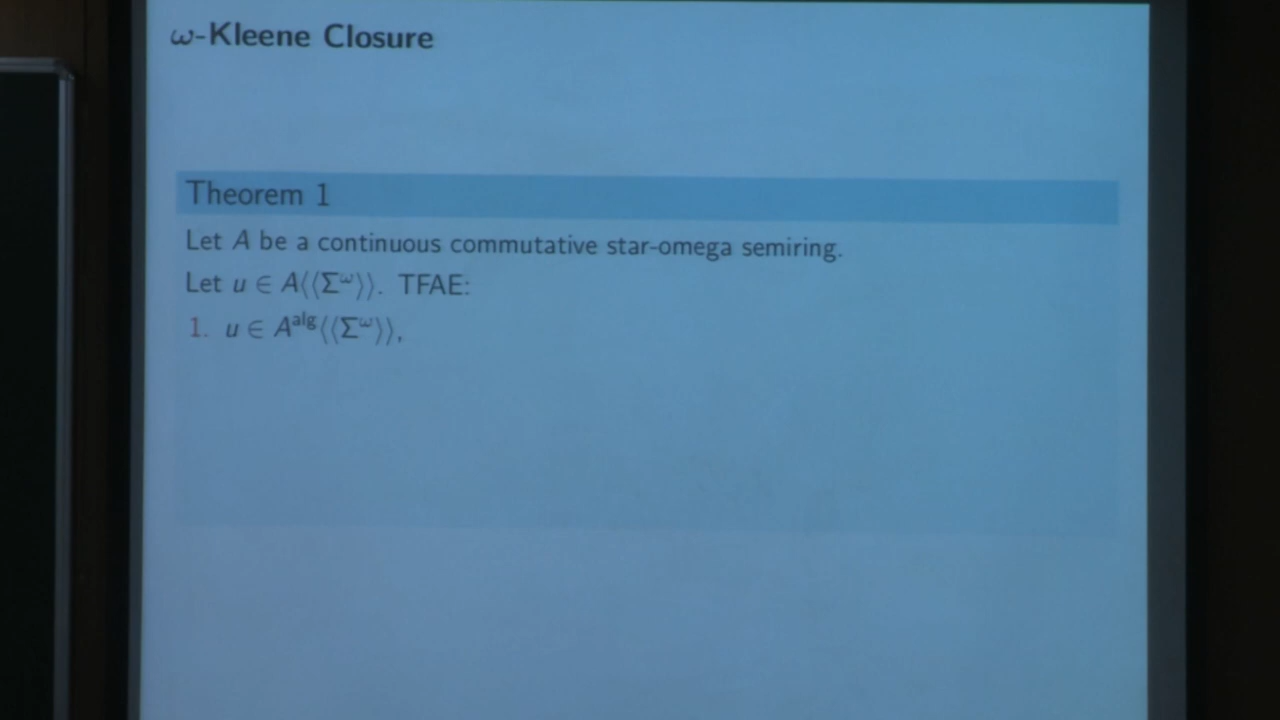 ω-Kleene Closure
Theorem 1
Let A be a continuous commutative star-omega semiring.
Let u ∈ A⟨⟨Σ^ω⟩⟩. TFAE:
1. u ∈ A^alg⟨⟨Σ^ω⟩⟩,